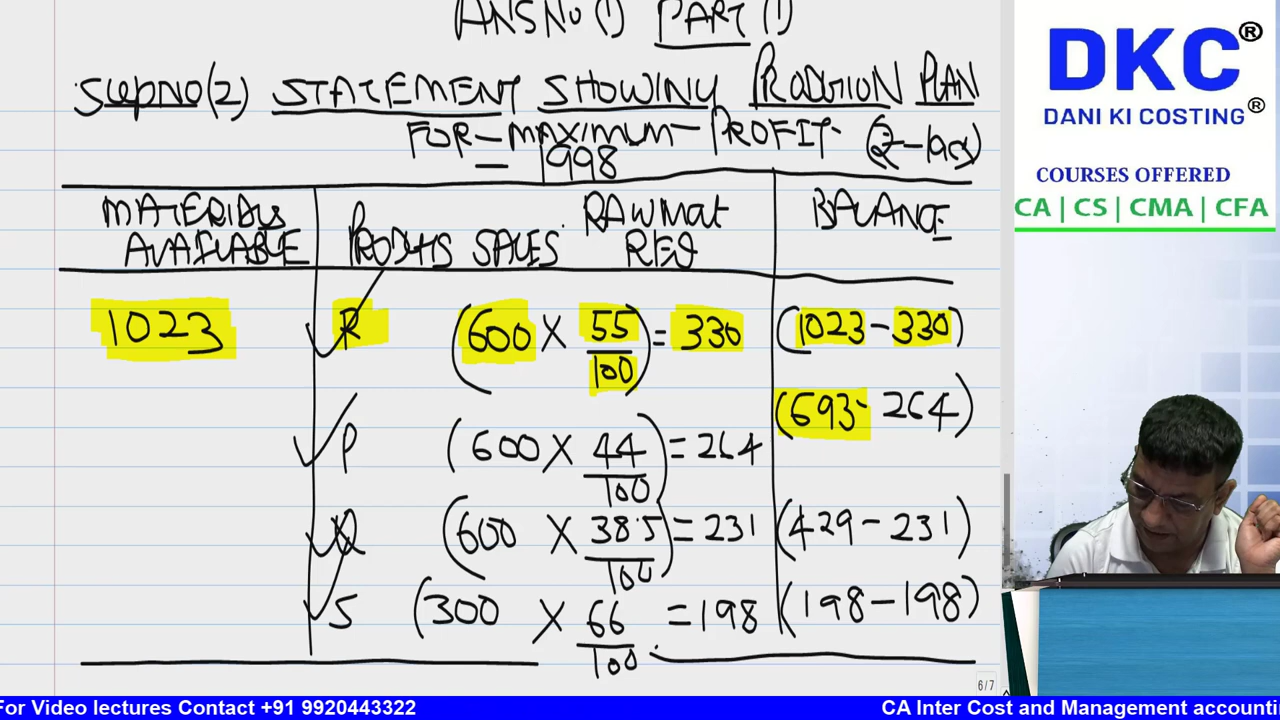 ANS NO (1) PART (1)
STEP NO (2) STATEMENT SHOWING PRODTION PLAN
FOR - MAXIMUM - PROFIT - (₹ - lacs)
1998
MATERIALS AVAILABLE PRODTS SALES RAW Mat REQ BALANCE
1023 R (600 X 55/100) = 330 (1023 - 330)
(693 - 264)
P (600 X 44/100) = 264
Q (600 X 38.5/100) = 231 (429 - 231)
S (300 X 66/100 = 198 (198 - 198)
6/7
DKC®
DANI KI COSTING®
COURSES OFFERED
CA | CS | CMA | CFA
For Video lectures Contact +91 9920443322 CA Inter Cost and Management accounti